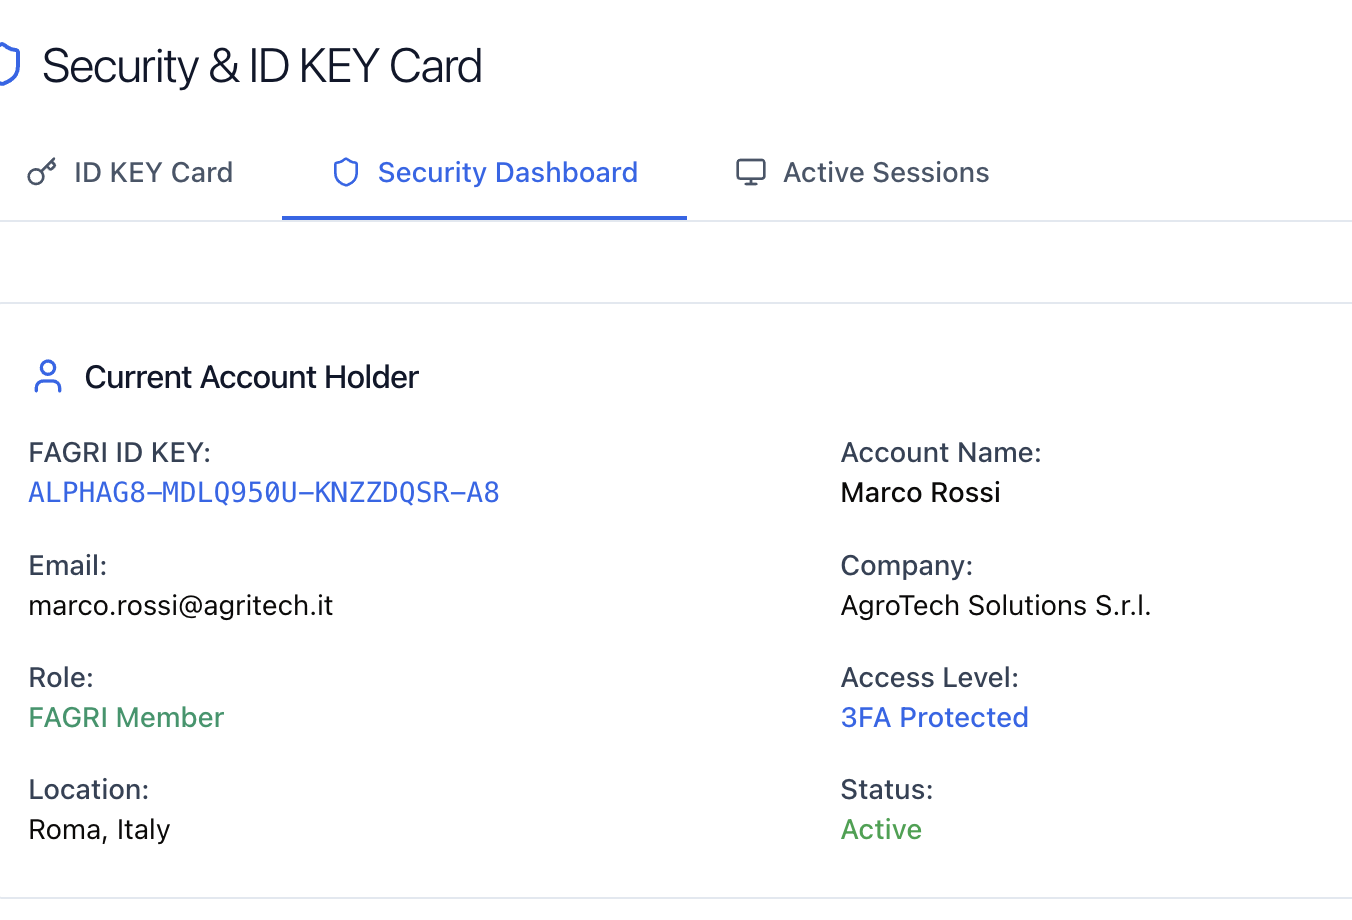 Security & ID KEY Card
ID KEY Card
Security Dashboard
Active Sessions
Current Account Holder
FAGRI ID KEY:
ALPHAG8-MDLQ950U-KNZZDQSR-A8
Account Name:
Marco Rossi
Email:
marco.rossi@agritech.it
Company:
AgroTech Solutions S.r.l.
Role:
FAGRI Member
Access Level:
3FA Protected
Location:
Roma, Italy
Status:
Active